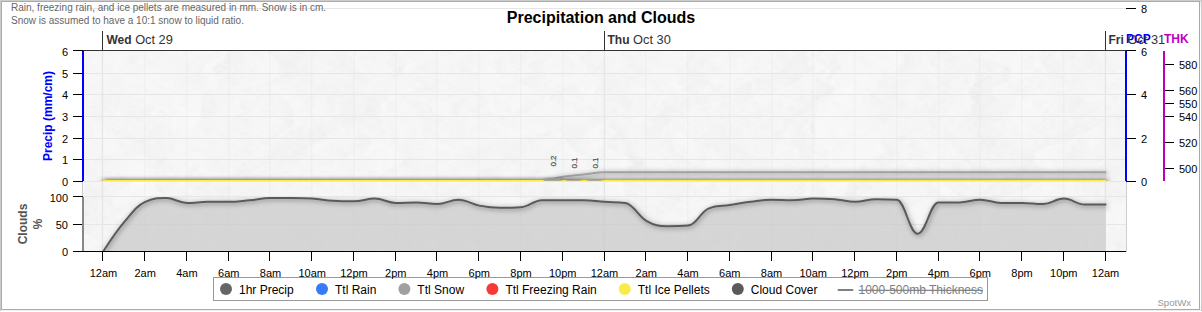 Rain, freezing rain, and ice pellets are measured in mm. Snow is in cm.
Snow is assumed to have a 10:1 snow to liquid ratio.
Precipitation and Clouds
Wed Oct 29
Thu Oct 30
Fri Oct 31
PCP
THK
8
6
5
4
3
2
1
0
Precip (mm/cm)
6
4
2
0
580
560
550
540
520
500
0.2
0.1
0.1
100
50
0
Clouds
%
12am 2am 4am 6am 8am 10am 12pm 2pm 4pm 6pm 8pm 10pm 12am 2am 4am 6am 8am 10am 12pm 2pm 4pm 6pm 8pm 10pm 12am
1hr Precip Ttl Rain Ttl Snow Ttl Freezing Rain Ttl Ice Pellets Cloud Cover 1000-500mb Thickness
SpotWx